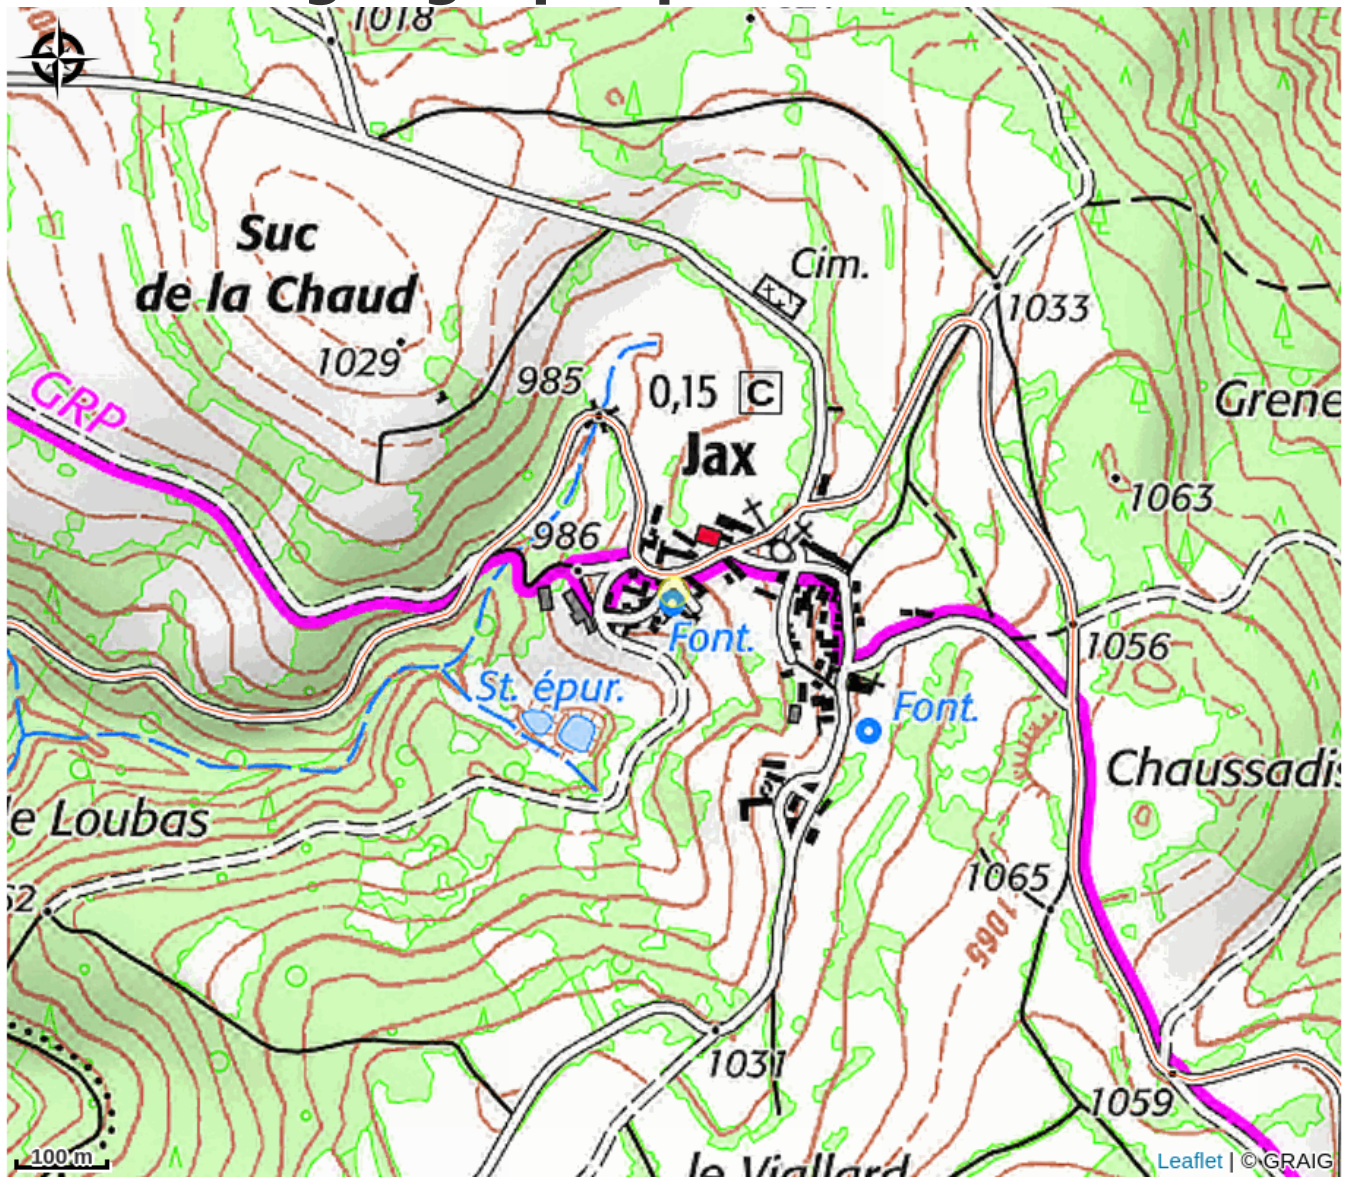 1018
Suc
de la Chaud
1029
Cim.
1033
GRP
985
0,15 C
Jax
Grene
1063
986
Font.
1056
St. épur.
Font.
Chaussadis
le Loubas
1065
1065
1031
1059
le Viallard
100 m
Leaflet | © GRAIG